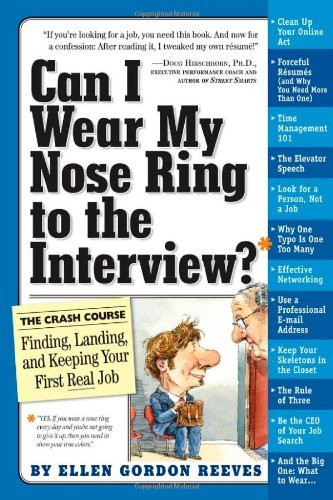 "If you're looking for a job, you need this book. And now
for a confession: After reading it, I tweaked my own résumé!"
—Doug Hirschhorn, Ph.D.,
executive performance coach and
author of Street Smarts
Can I
Wear My
Nose Ring
to the
Interview?*
THE CRASH COURSE
Finding, Landing,
and Keeping Your
First Real Job
*"YES. If you wear a nose ring
every day and you're not
going to give it up, then you
need to show your true colors."
BY ELLEN GORDON REEVES
Clean Up
Your Online
Act
Forceful
Résumés
(and Why
You Need More
Than One)
Time
Management
101
The Elevator
Speech
Look for a
Person, Not
a Job
Why One
Typo Is One
Too Many
Effective
Networking
Use a
Professional
E-mail
Address
Keep Your
Skeletons in
the Closet
The Rule
of Three
Be the CEO
of Your Job
Search
And the Big
One: What to
Wear...